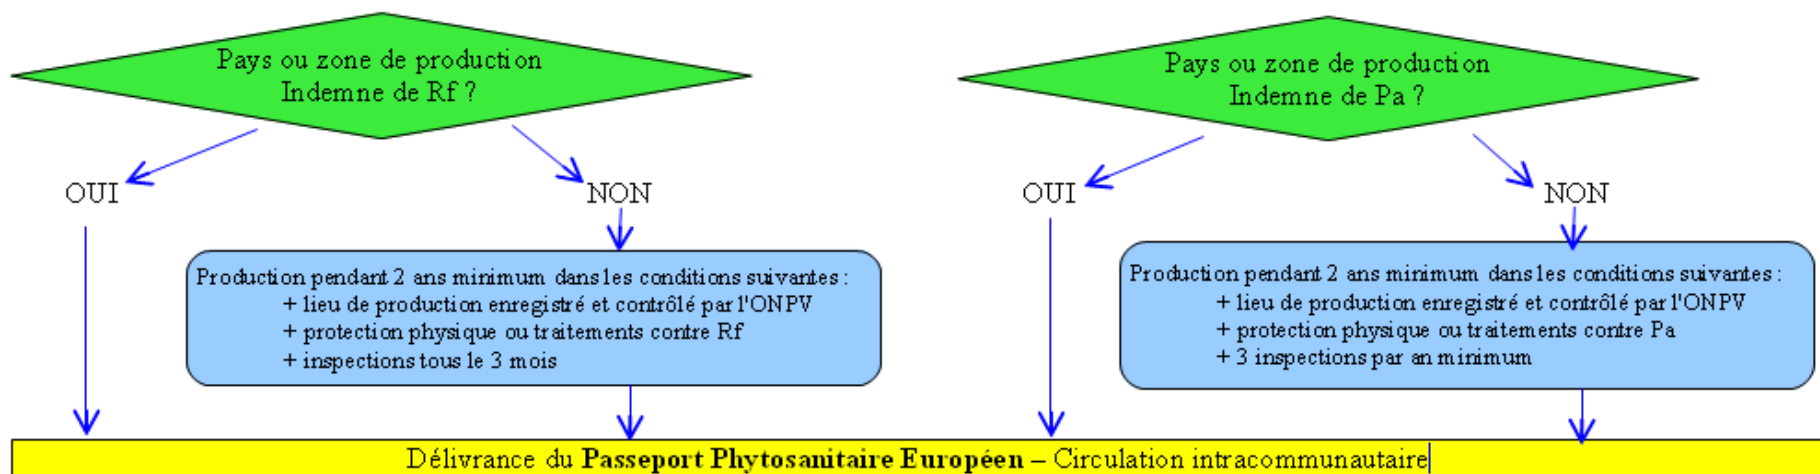 Pays ou zone de production
Indemne de Rf ?
OUI
NON
Production pendant 2 ans minimum dans les conditions suivantes :
+ lieu de production enregistré et contrôlé par l'ONPV
+ protection physique ou traitements contre Rf
+ inspections tous le 3 mois
Pays ou zone de production
Indemne de Pa ?
OUI
NON
Production pendant 2 ans minimum dans les conditions suivantes :
+ lieu de production enregistré et contrôlé par l'ONPV
+ protection physique ou traitements contre Pa
+ 3 inspections par an minimum
Délivrance du Passeport Phytosanitaire Européen – Circulation intracommunautaire